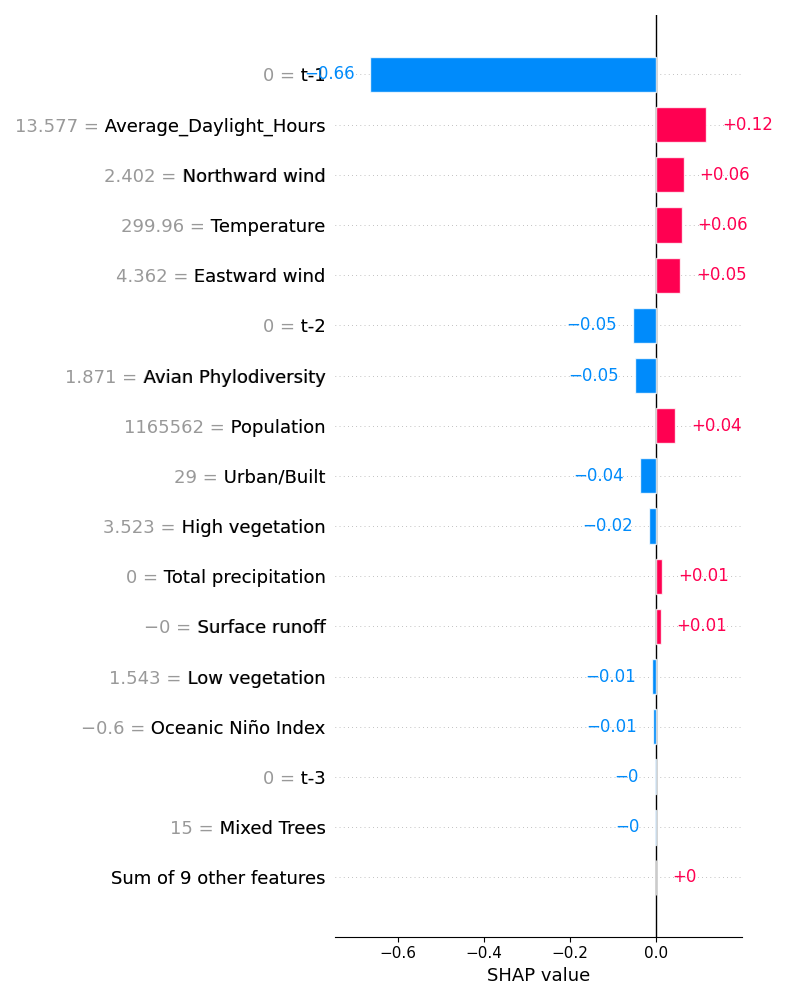 0 = t-1 −0.66
13.577 = Average_Daylight_Hours +0.12
2.402 = Northward wind +0.06
299.96 = Temperature +0.06
4.362 = Eastward wind +0.05
0 = t-2 −0.05
1.871 = Avian Phylodiversity −0.05
1165562 = Population +0.04
29 = Urban/Built −0.04
3.523 = High vegetation −0.02
0 = Total precipitation +0.01
−0 = Surface runoff +0.01
1.543 = Low vegetation −0.01
−0.6 = Oceanic Niño Index −0.01
0 = t-3 −0
15 = Mixed Trees −0
Sum of 9 other features +0
−0.6 −0.4 −0.2 0.0
SHAP value